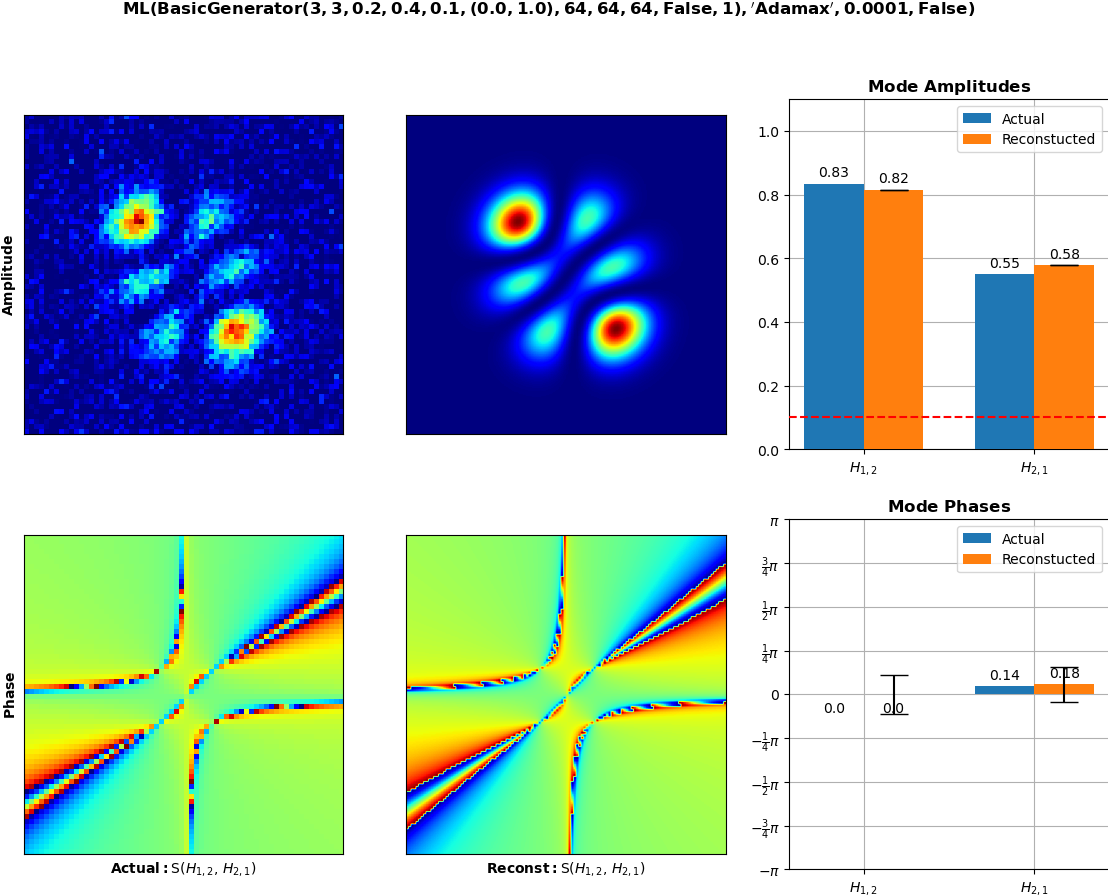 ML(BasicGenerator(3, 3, 0.2, 0.4, 0.1, (0.0, 1.0), 64, 64, 64, False, 1), ′Adamax′, 0.0001, False)
Amplitude
Mode Amplitudes
Actual
Reconstucted
1.0
0.8
0.6
0.4
0.2
0.0
0.83
0.82
0.55
0.58
H1, 2
H2, 1
Phase
Actual: S(H1, 2, H2, 1)
Reconst: S(H1, 2, H2, 1)
Mode Phases
Actual
Reconstucted
π
3/4π
1/2π
1/4π
0
−1/4π
−1/2π
−3/4π
−π
0.0
0.0
0.14
0.18
H1, 2
H2, 1